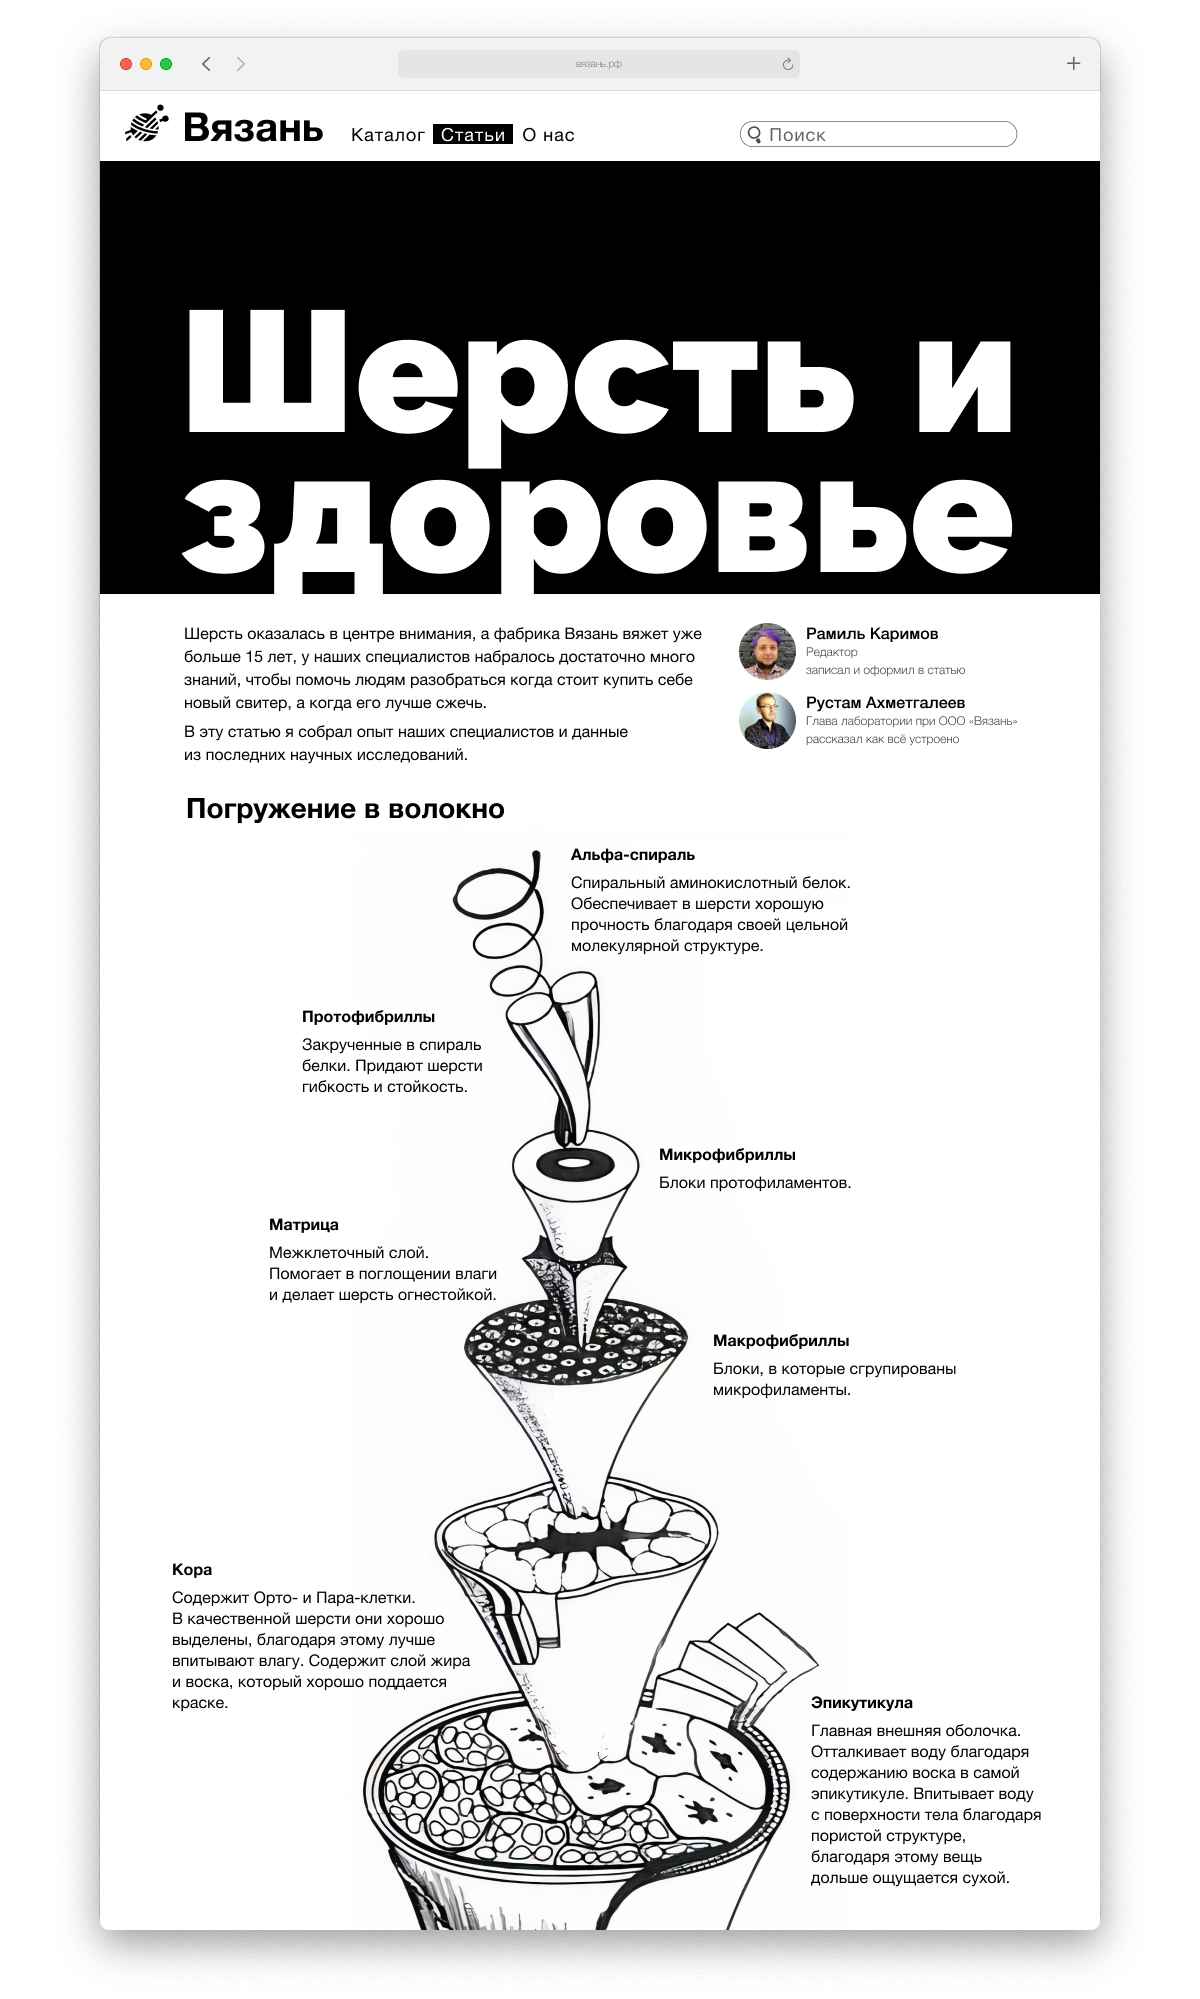 вязань.рф
Вязань
Каталог Статьи О нас
Поиск
Шерсть и
здоровье
Шерсть оказалась в центре внимания, а фабрика Вязань вяжет уже
больше 15 лет, у наших специалистов набралось достаточно много
знаний, чтобы помочь людям разобраться когда стоит купить себе
новый свитер, а когда его лучше сжечь.
В эту статью я собрал опыт наших специалистов и данные
из последних научных исследований.
Рамиль Каримов
Редактор
записал и оформил в статью
Рустам Ахметгалеев
Глава лаборатории при ООО «Вязань»
рассказал как всё устроено
Погружение в волокно
Альфа-спираль
Спиральный аминокислотный белок.
Обеспечивает в шерсти хорошую
прочность благодаря своей цельной
молекулярной структуре.
Протофибриллы
Закрученные в спираль
белки. Придают шерсти
гибкость и стойкость.
Микрофибриллы
Блоки протофиламентов.
Матрица
Межклеточный слой.
Помогает в поглощении влаги
и делает шерсть огнестойкой.
Макрофибриллы
Блоки, в которые сгрупированы
микрофиламенты.
Кора
Содержит Орто- и Пара-клетки.
В качественной шерсти они хорошо
выделены, благодаря этому лучше
впитывают влагу. Содержит слой жира
и воска, который хорошо поддается
краске.
Эпикутикула
Главная внешняя оболочка.
Отталкивает воду благодаря
содержанию воска в самой
эпикутикуле. Впитывает воду
с поверхности тела благодаря
пористой структуре,
благодаря этому вещь
дольше ощущается сухой.